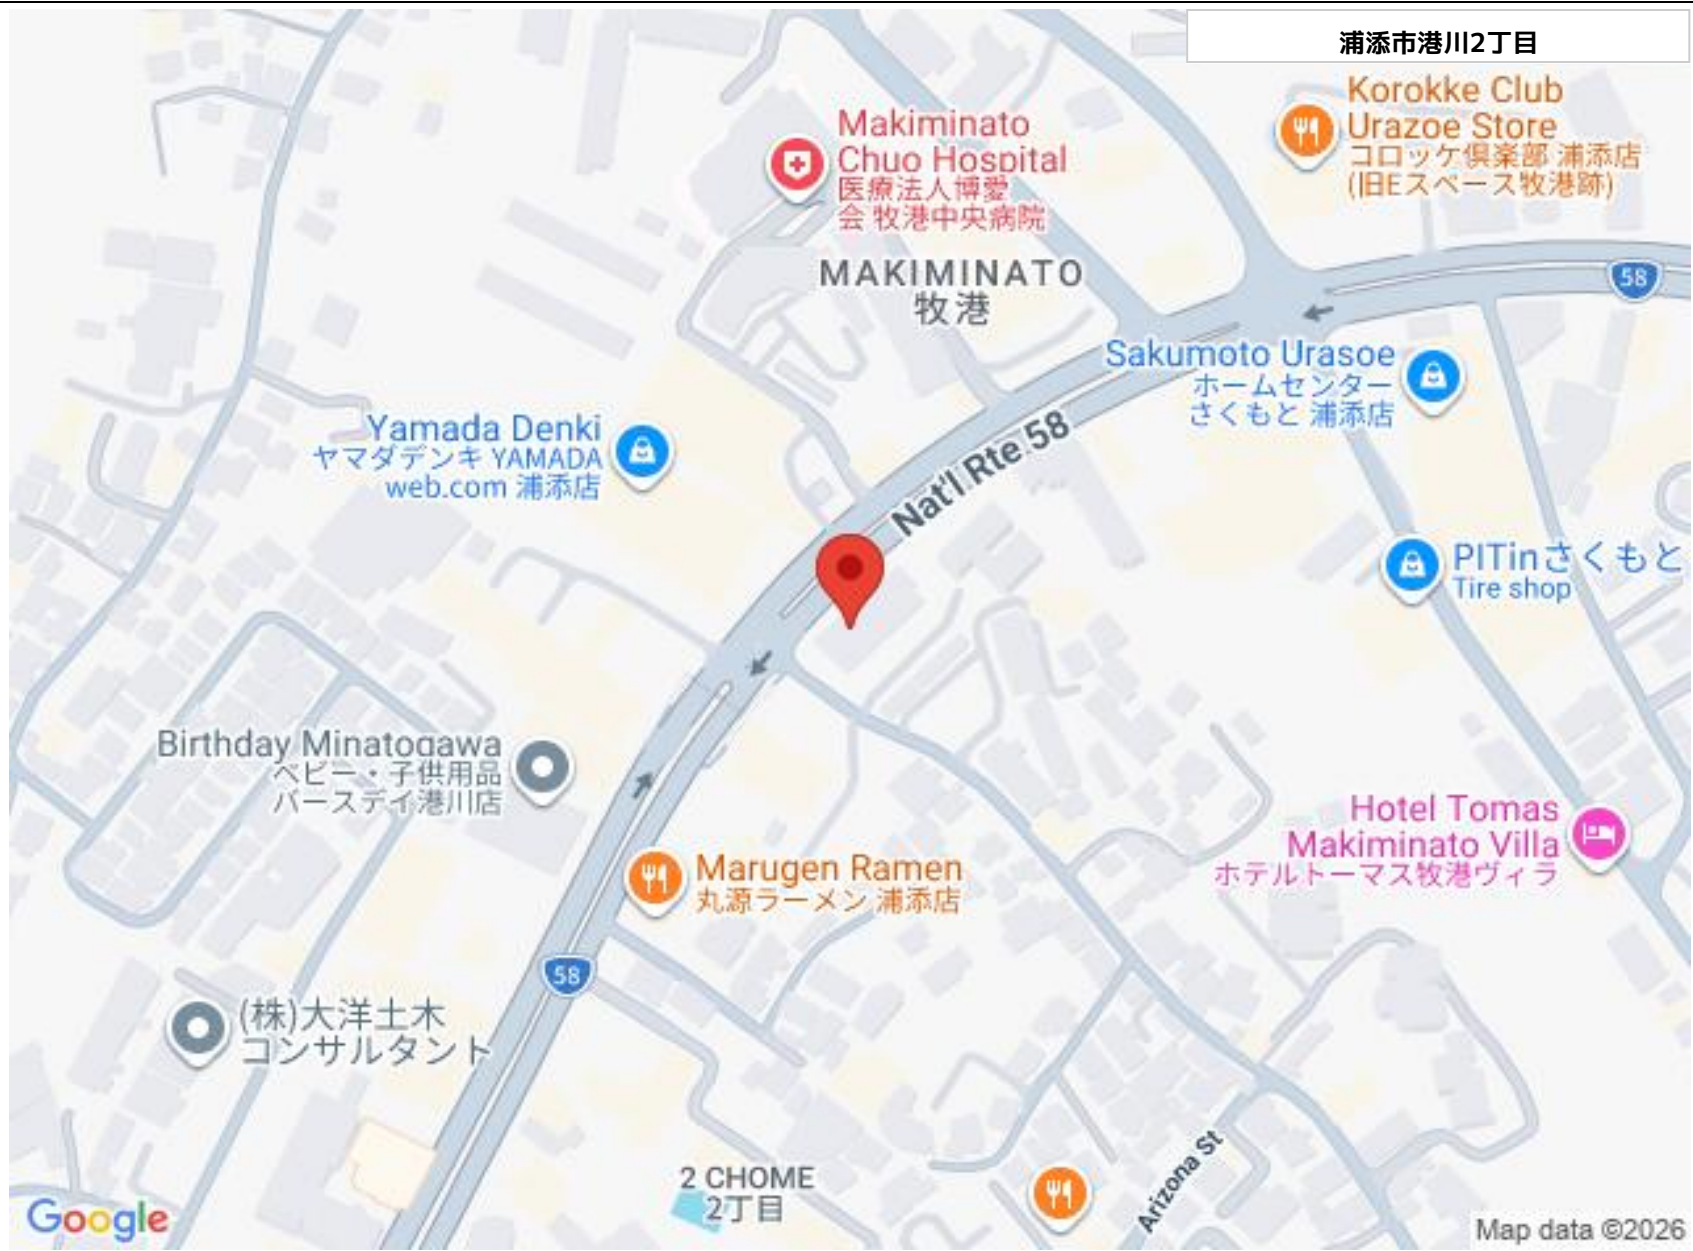 浦添市港川2丁目
Korokke Club
Urazoe Store
コロッケ倶楽部 浦添店
(旧Eスペース牧港跡)
Makiminato
Chuo Hospital
医療法人博愛
会 牧港中央病院
MAKIMINATO
牧港
58
Sakumoto Urasoe
ホームセンター
さくもと 浦添店
Yamada Denki
ヤマダデンキ YAMADA
web.com 浦添店
Nat'l Rte 58
PITinさくもと
Tire shop
Birthday Minatogawa
ベビー・子供用品
バースデイ港川店
Hotel Tomas
Makiminato Villa
ホテルトーマス牧港ヴィラ
Marugen Ramen
丸源ラーメン 浦添店
58
(株)大洋土木
コンサルタント
2 CHOME
2丁目
Arizona St
Google
Map data ©2026